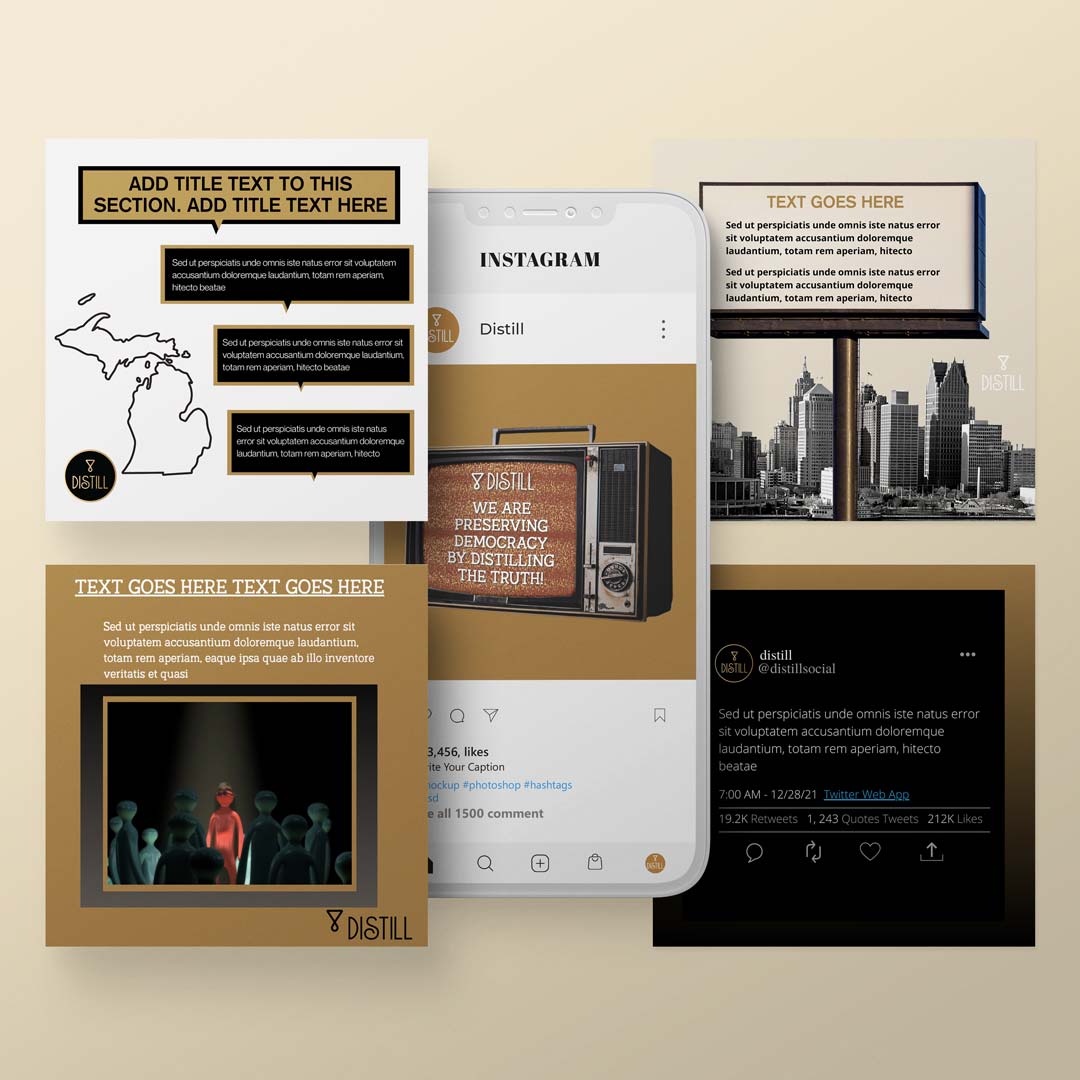 ADD TITLE TEXT TO THIS
SECTION. ADD TITLE TEXT HERE
Sed ut perspiciatis unde omnis iste natus error sit voluptatem
accusantium doloremque laudantium, totam rem aperiam,
hitecto beatae
Sed ut perspiciatis unde omnis iste natus error sit
voluptatem accusantium doloremque laudantium,
totam rem aperiam, hitecto beatae
Sed ut perspiciatis unde omnis iste natus
error sit voluptatem accusantium doloremque
laudantium, totam rem aperiam, hitecto
DISTILL
INSTAGRAM
STILL
Distill
DISTILL
WE ARE
PRESERVING
DEMOCRACY
BY DISTILLING
THE TRUTH!
3,456, likes
rite Your Caption
mockup #photoshop #hashtags
sd
e all 1500 comment
DISTILL
TEXT GOES HERE
Sed ut perspiciatis unde omnis iste natus error
sit voluptatem accusantium doloremque
laudantium, totam rem aperiam, hitecto
Sed ut perspiciatis unde omnis iste natus error
sit voluptatem accusantium doloremque
laudantium, totam rem aperiam, hitecto
DISTILL
TEXT GOES HERE TEXT GOES HERE
Sed ut perspiciatis unde omnis iste natus error sit
voluptatem accusantium doloremque laudantium,
totam rem aperiam, eaque ipsa quae ab illo inventore
veritatis et quasi
DISTILL
DISTILL
distill
@distillsocial
Sed ut perspiciatis unde omnis iste natus error
sit voluptatem accusantium doloremque
laudantium, totam rem aperiam, hitecto
beatae
7:00 AM - 12/28/21 Twitter Web App
19.2K Retweets 1, 243 Quotes Tweets 212K Likes